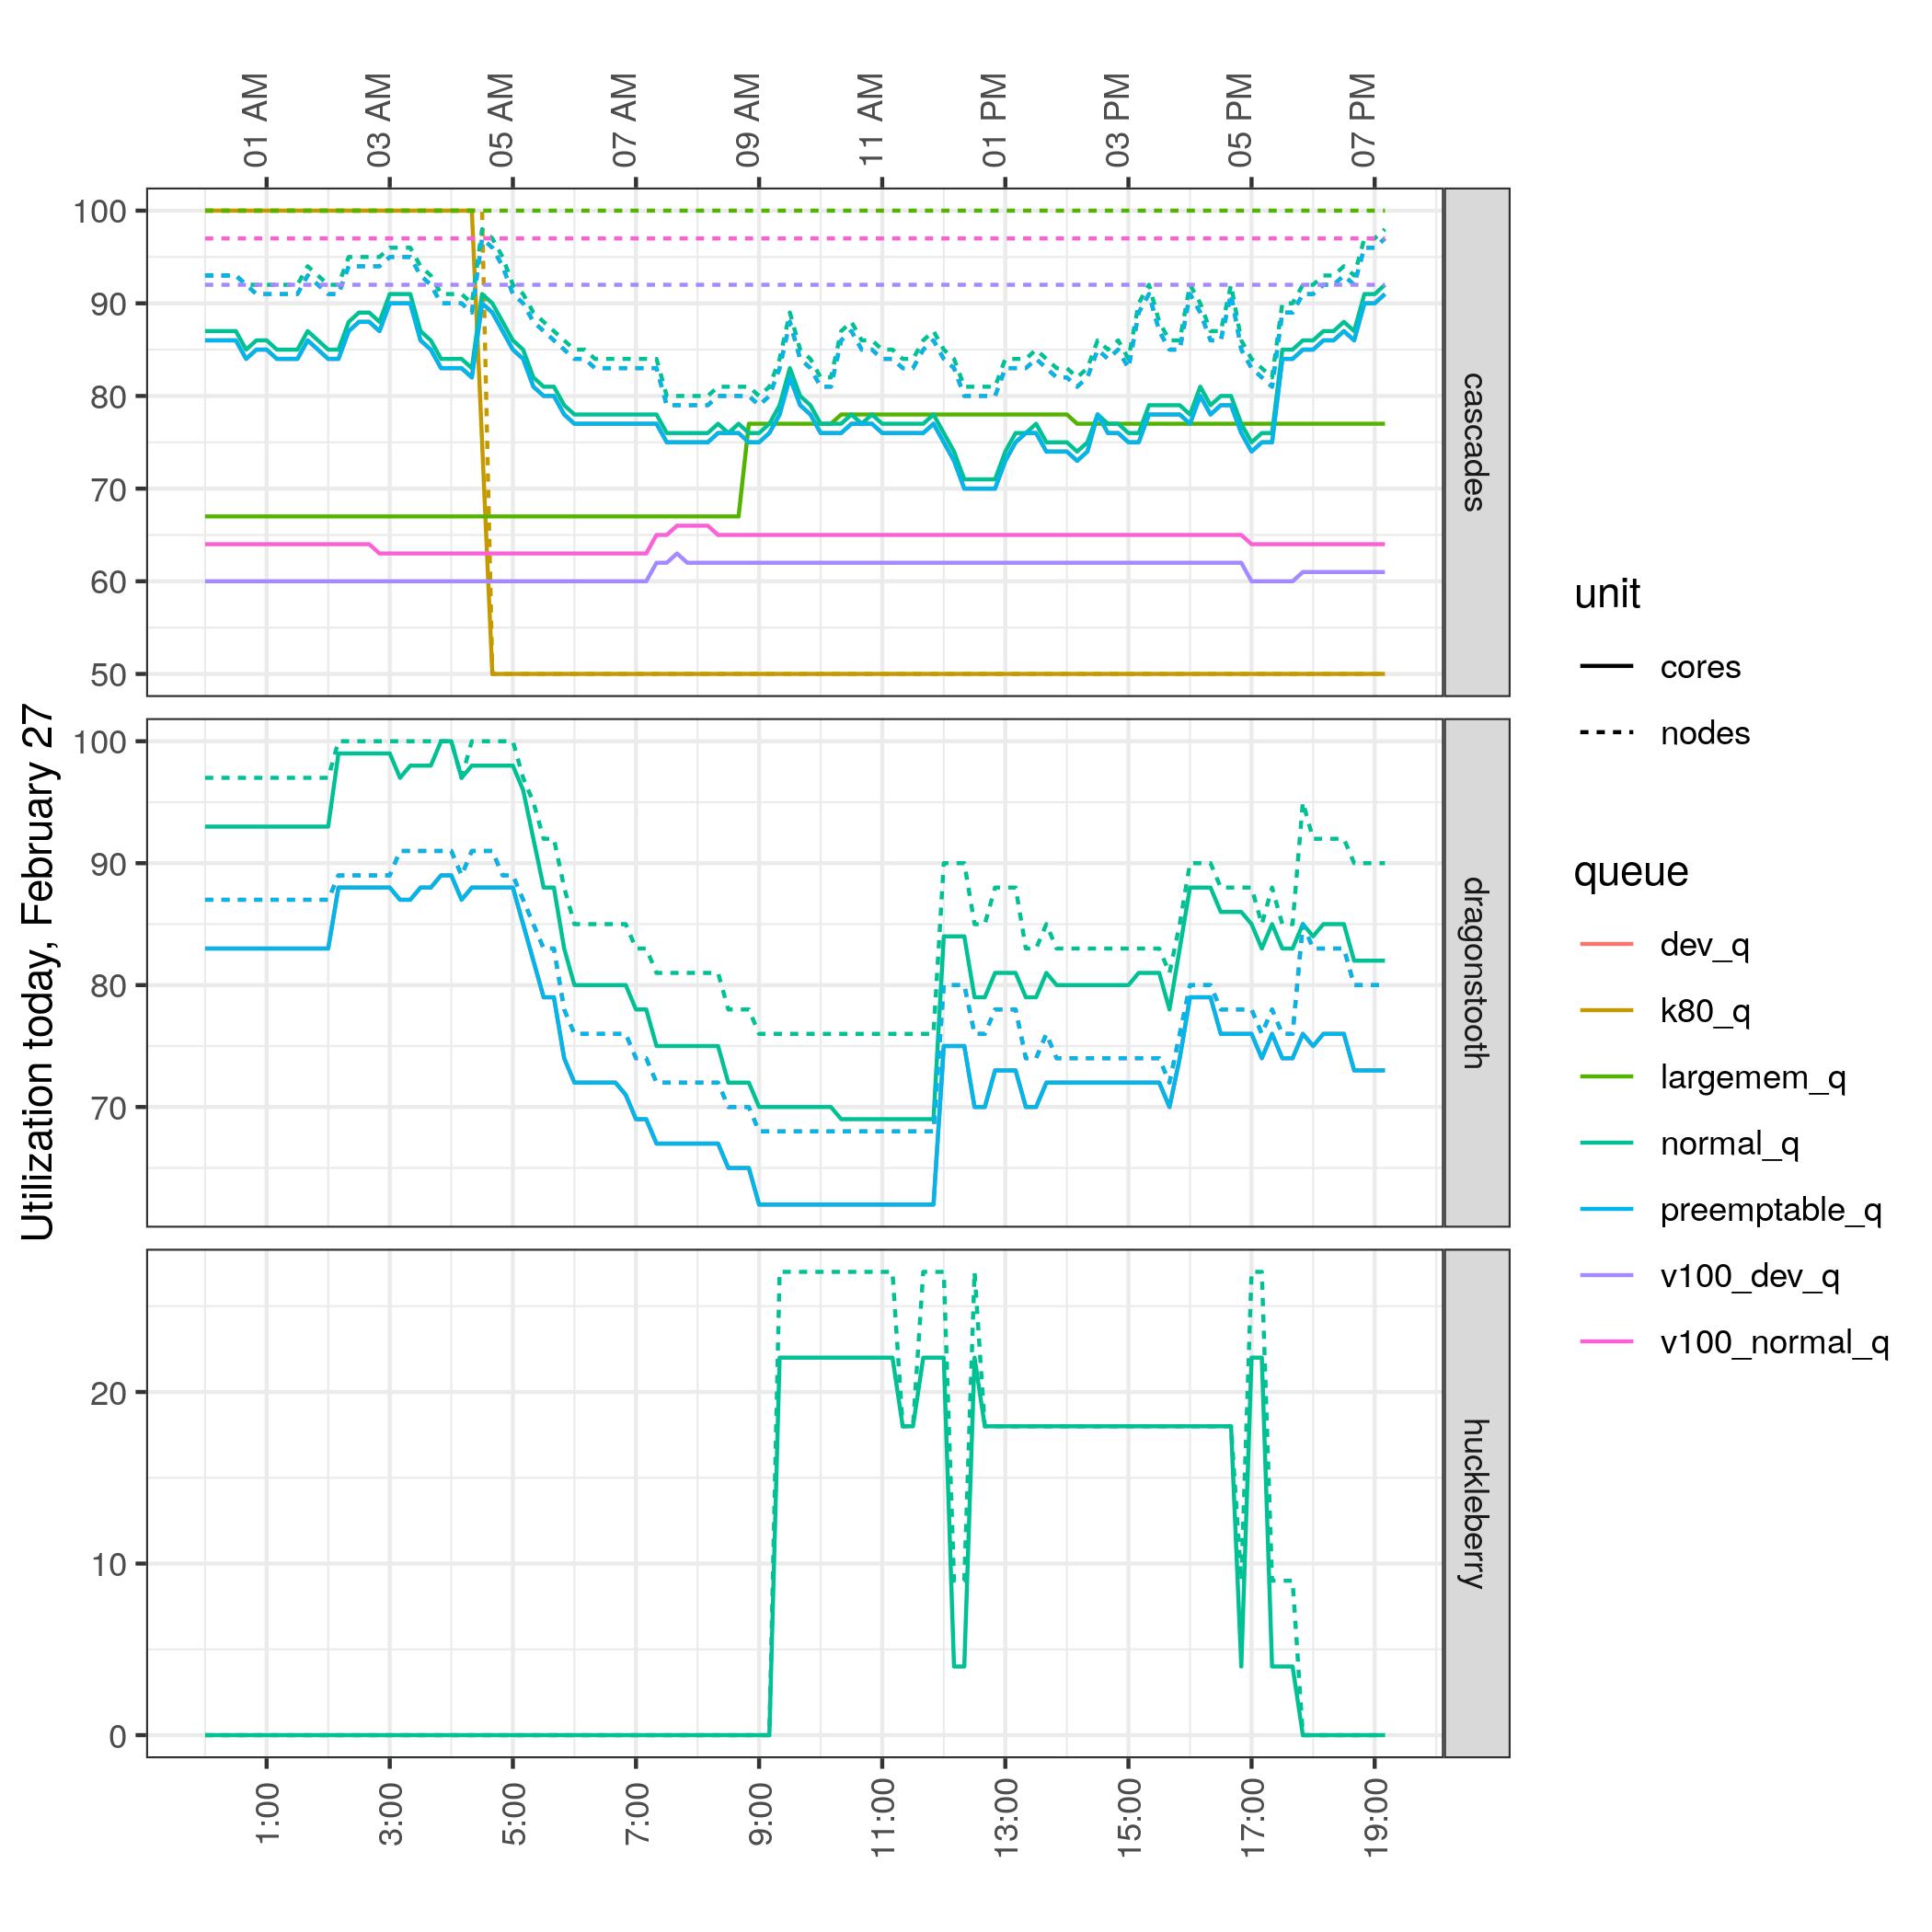 01 AM
03 AM
05 AM
07 AM
09 AM
11 AM
01 PM
03 PM
05 PM
07 PM
Utilization today, February 27
100
90
80
70
60
50
cascades
100
90
80
70
dragonstooth
20
10
0
huckleberry
1:00
3:00
5:00
7:00
9:00
11:00
13:00
15:00
17:00
19:00
unit
cores
nodes
queue
dev_q
k80_q
largemem_q
normal_q
preemptable_q
v100_dev_q
v100_normal_q